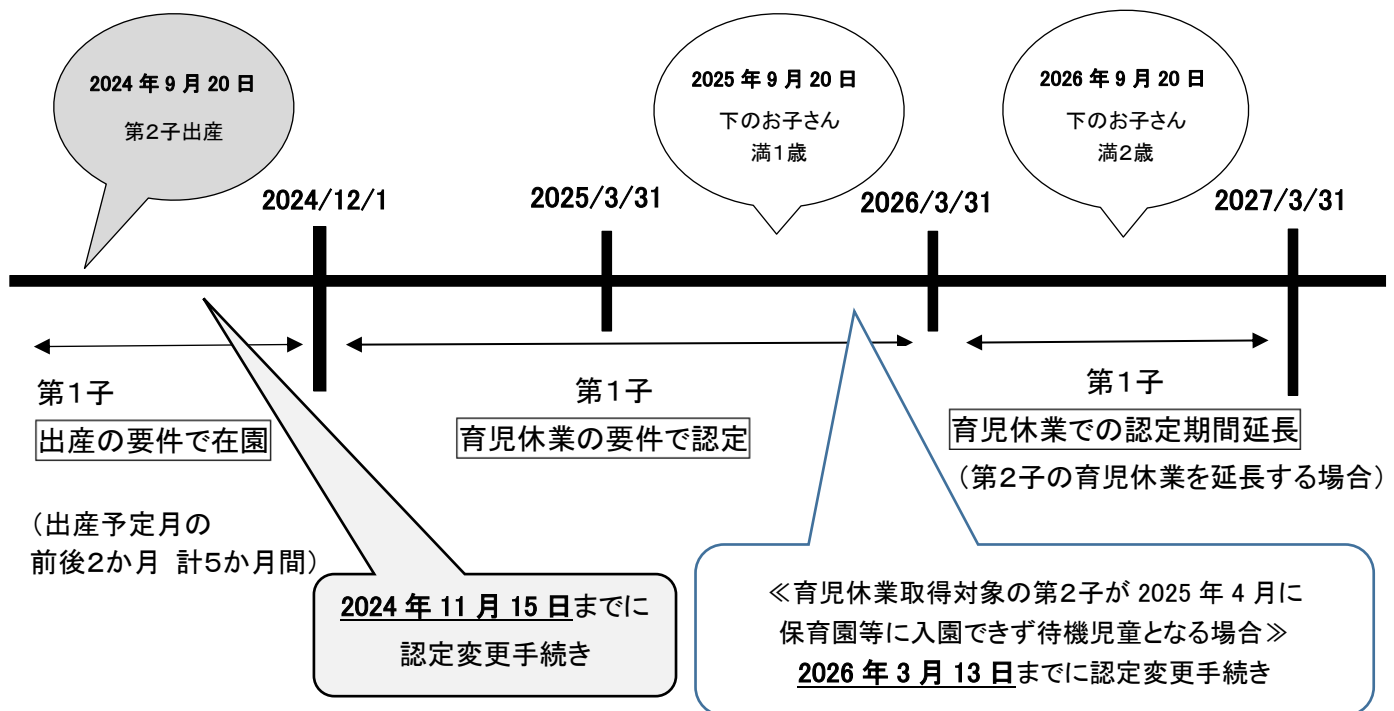 2024 年 9 月 20 日
第2子出産
2025 年 9 月 20 日
下のお子さん
満1歳
2026 年 9 月 20 日
下のお子さん
満2歳
2024/12/1
2025/3/31
2026/3/31
2027/3/31
第1子
出産の要件で在園
(出産予定月の
前後2か月 計5か月間)
第1子
育児休業の要件で認定
第1子
育児休業での認定期間延長
(第2子の育児休業を延長する場合)
2024 年 11 月 15 日までに
認定変更手続き
≪育児休業取得対象の第2子が 2025 年 4 月に
保育園等に入園できず待機児童となる場合≫
2026 年 3 月 13 日までに認定変更手続き